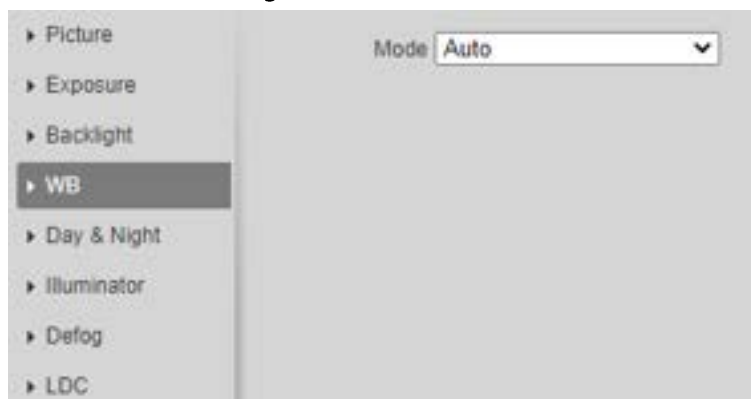 Picture
Exposure
Backlight
WB
Day & Night
Illuminator
Defog
LDC
Mode Auto